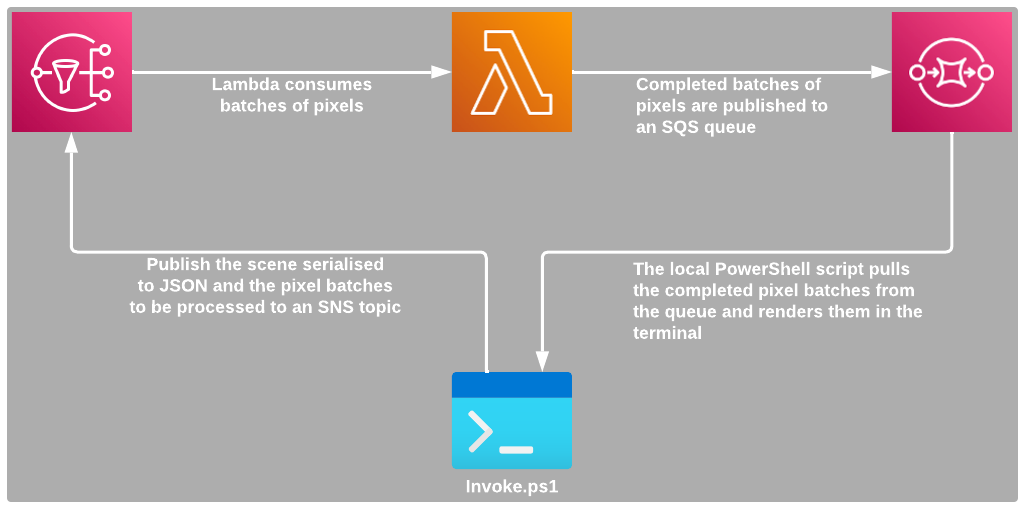 Lambda consumes
batches of pixels
Completed batches of
pixels are published to
an SQS queue
Publish the scene serialised
to JSON and the pixel batches
to be processed to an SNS topic
The local PowerShell script pulls
the completed pixel batches from
the queue and renders them in the
terminal
Invoke.ps1